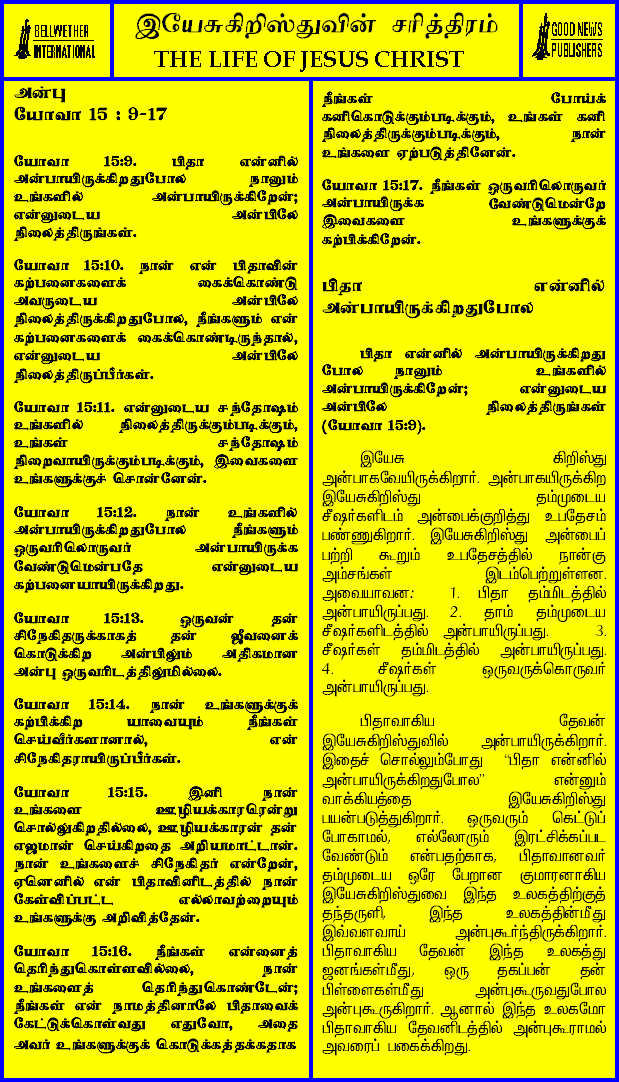 BELLWETHER
INTERNATIONAL
இயேசுகிறிஸ்துவின் சரித்திரம்
THE LIFE OF JESUS CHRIST
GOOD NEWS
PUBLISHERS
அன்பு
யோவா 15 : 9-17
யோவா 15:9. பிதா என்னில்
அன்பாயிருக்கிறதுபோல நானும்
உங்களில் அன்பாயிருக்கிறேன்;
என்னுடைய அன்பிலே
நிலைத்திருங்கள்.
யோவா 15:10. நான் என் பிதாவின்
கற்பனைகளைக் கைக்கொண்டு
அவருடைய அன்பிலே
நிலைத்திருக்கிறதுபோல, நீங்களும் என்
கற்பனைகளைக் கைக்கொண்டிருந்தால்,
என்னுடைய அன்பிலே
நிலைத்திருப்பீர்கள்.
யோவா 15:11. என்னுடைய சந்தோஷம்
உங்களில் நிலைத்திருக்கும்படிக்கும்,
உங்கள் சந்தோஷம்
நிறைவாயிருக்கும்படிக்கும், இவைகளை
உங்களுக்குச் சொன்னேன்.
யோவா 15:12. நான் உங்களில்
அன்பாயிருக்கிறதுபோல நீங்களும்
ஒருவரிலொருவர் அன்பாயிருக்க
வேண்டுமென்பதே என்னுடைய
கற்பனையாயிருக்கிறது.
யோவா 15:13. ஒருவன் தன்
சிநேகிதருக்காகத் தன் ஜீவனைக்
கொடுக்கிற அன்பிலும் அதிகமான
அன்பு ஒருவரிடத்திலுமில்லை.
யோவா 15:14. நான் உங்களுக்குக்
கற்பிக்கிற யாவையும் நீங்கள்
செய்வீர்களானால், என்
சிநேகிதராயிருப்பீர்கள்.
யோவா 15:15. இனி நான்
உங்களை ஊழியக்காரரென்று
சொல்லுகிறதில்லை, ஊழியக்காரன் தன்
எஜமான் செய்கிறதை அறியமாட்டான்.
நான் உங்களைச் சிநேகிதர் என்றேன்,
ஏனெனில் என் பிதாவினிடத்தில் நான்
கேள்விப்பட்ட எல்லாவற்றையும்
உங்களுக்கு அறிவித்தேன்.
யோவா 15:16. நீங்கள் என்னைத்
தெரிந்துகொள்ளவில்லை, நான்
உங்களைத் தெரிந்துகொண்டேன்;
நீங்கள் என் நாமத்தினாலே பிதாவைக்
கேட்டுக்கொள்வது எதுவோ, அதை
அவர் உங்களுக்குக் கொடுக்கத்தக்கதாக
நீங்கள் போய்க்
கனிகொடுக்கும்படிக்கும், உங்கள் கனி
நிலைத்திருக்கும்படிக்கும், நான்
உங்களை ஏற்படுத்தினேன்.
யோவா 15:17. நீங்கள் ஒருவரிலொருவர்
அன்பாயிருக்க வேண்டுமென்றே
இவைகளை உங்களுக்குக்
கற்பிக்கிறேன்.
பிதா என்னில்
அன்பாயிருக்கிறதுபோல
பிதா என்னில் அன்பாயிருக்கிறது
போல நானும் உங்களில்
அன்பாயிருக்கிறேன்; என்னுடைய
அன்பிலே நிலைத்திருங்கள்
(யோவா 15:9).
இயேசு கிறிஸ்து
அன்பாகவேயிருக்கிறார். அன்பாகயிருக்கிற
இயேசுகிறிஸ்து தம்முடைய
சீஷர்களிடம் அன்பைக்குறித்து உபதேசம்
பண்ணுகிறார். இயேசுகிறிஸ்து அன்பைப்
பற்றி கூறும் உபதேசத்தில் நான்கு
அம்சங்கள் இடம்பெற்றுள்ளன.
அவையாவன: 1. பிதா தம்மிடத்தில்
அன்பாயிருப்பது. 2. தாம் தம்முடைய
சீஷர்களிடத்தில் அன்பாயிருப்பது. 3.
சீஷர்கள் தம்மிடத்தில் அன்பாயிருப்பது.
4. சீஷர்கள் ஒருவருக்கொருவர்
அன்பாயிருப்பது.
பிதாவாகிய தேவன்
இயேசுகிறிஸ்துவில் அன்பாயிருக்கிறார்.
இதைச் சொல்லும்போது “பிதா என்னில்
அன்பாயிருக்கிறதுபோல” என்னும்
வாக்கியத்தை இயேசுகிறிஸ்து
பயன்படுத்துகிறார். ஒருவரும் கெட்டுப்
போகாமல், எல்லோரும் இரட்சிக்கப்பட
வேண்டும் என்பதற்காக, பிதாவானவர்
தம்முடைய ஒரே பேறான குமாரனாகிய
இயேசுகிறிஸ்துவை இந்த உலகத்திற்குத்
தந்தருளி, இந்த உலகத்தின்மீது
இவ்வளவாய் அன்புகூர்ந்திருக்கிறார்.
பிதாவாகிய தேவன் இந்த உலகத்து
ஜனங்கள்மீது, ஒரு தகப்பன் தன்
பிள்ளைகள்மீது அன்புகூருவதுபோல
அன்புகூருகிறார். ஆனால் இந்த உலகமோ
பிதாவாகிய தேவனிடத்தில் அன்புகூராமல்
அவரைப் பகைக்கிறது.